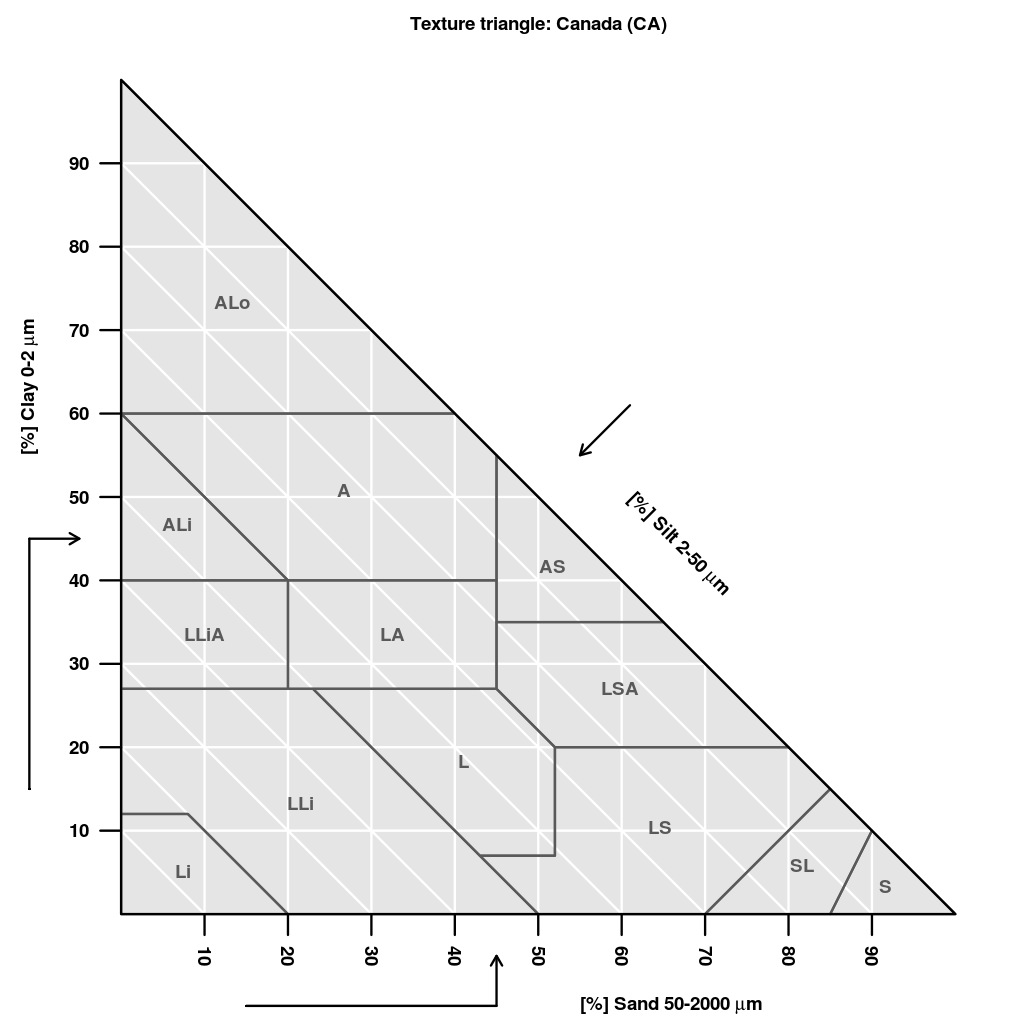 Texture triangle: Canada (CA)
90
80
70
60
50
40
30
20
10
[%] Clay 0-2 μm
[%] Silt 2-50 μm
ALo
A
ALi
AS
LLiA
LA
LSA
L
LLi
LS
Li
SL
S
10
20
30
40
50
60
70
80
90
[%] Sand 50-2000 μm